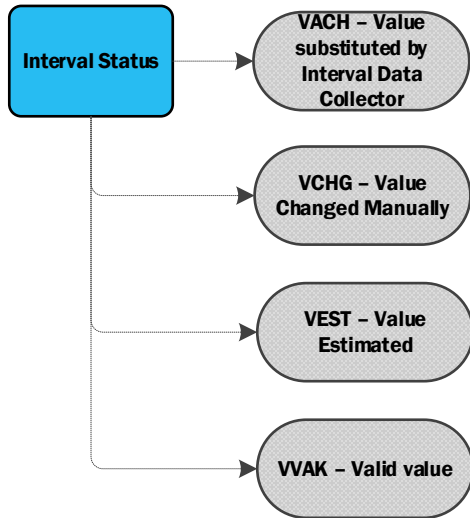 Interval Status
VACH – Value
substituted by
Interval Data
Collector
VCHG – Value
Changed Manually
VEST – Value
Estimated
VVAK – Valid value